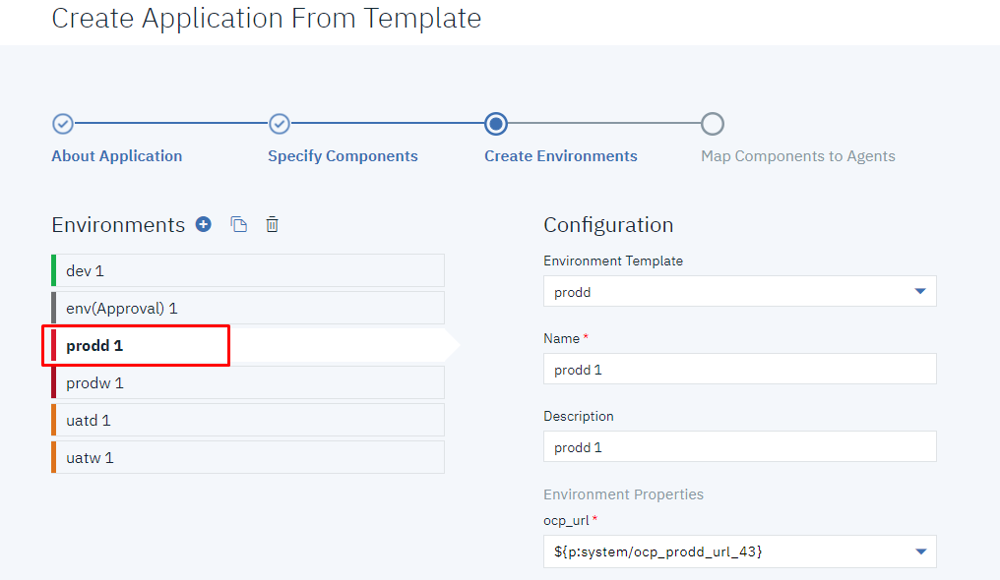 Create Application From Template
About Application
Specify Components
Create Environments
Map Components to Agents
Environments
dev 1
env(Approval) 1
prodd 1
prodw 1
uatd 1
uatw 1
Configuration
Environment Template
prodd
Name *
prodd 1
Description
prodd 1
Environment Properties
ocp_url *
${p:system/ocp_prodd_url_43}